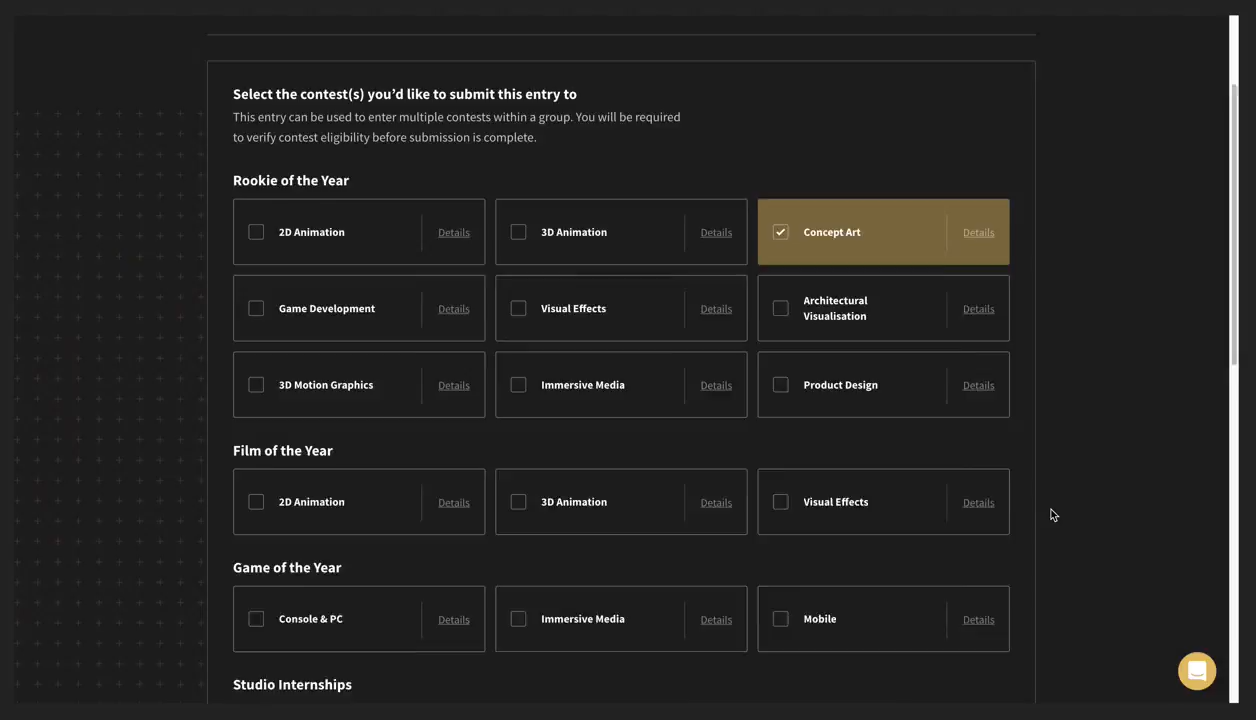 Select the contest(s) you’d like to submit this entry to
This entry can be used to enter multiple contests within a group. You will be required
to verify contest eligibility before submission is complete.
Rookie of the Year
2D Animation Details 3D Animation Details Concept Art Details
Game Development Details Visual Effects Details Architectural
Visualisation Details
3D Motion Graphics Details Immersive Media Details Product Design Details
Film of the Year
2D Animation Details 3D Animation Details Visual Effects Details
Game of the Year
Console & PC Details Immersive Media Details Mobile Details
Studio Internships